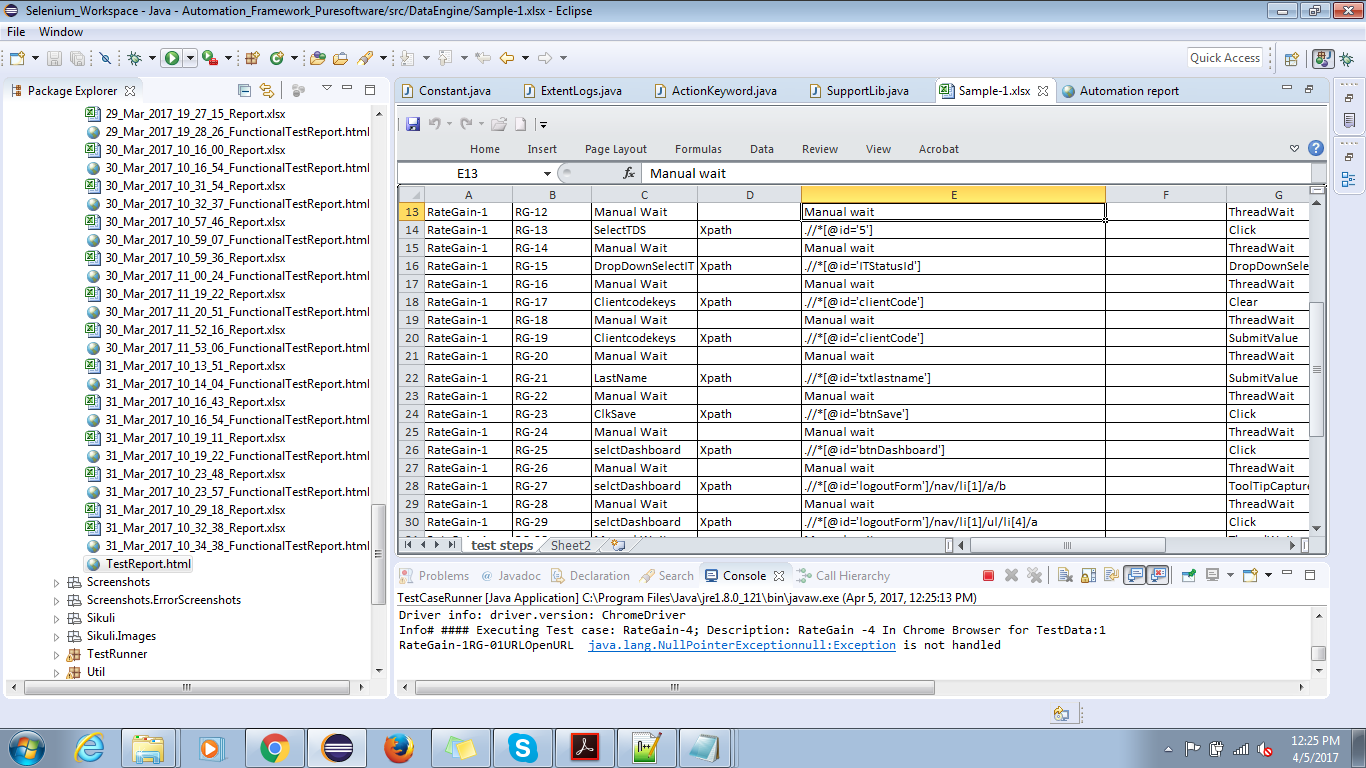 Selenium_Workspace - Java - Automation_Framework_Puresoftware/src/DataEngine/Sample-1.xlsx - Eclipse
File Window
Quick Access
Package Explorer
29_Mar_2017_19_27_15_Report.xlsx
29_Mar_2017_19_28_26_FunctionalTestReport.html
30_Mar_2017_10_16_00_Report.xlsx
30_Mar_2017_10_16_54_FunctionalTestReport.html
30_Mar_2017_10_31_54_Report.xlsx
30_Mar_2017_10_32_37_FunctionalTestReport.html
30_Mar_2017_10_57_46_Report.xlsx
30_Mar_2017_10_59_07_FunctionalTestReport.html
30_Mar_2017_10_59_36_Report.xlsx
30_Mar_2017_11_00_24_FunctionalTestReport.html
30_Mar_2017_11_19_22_Report.xlsx
30_Mar_2017_11_20_51_FunctionalTestReport.html
30_Mar_2017_11_52_16_Report.xlsx
30_Mar_2017_11_53_06_FunctionalTestReport.html
31_Mar_2017_10_13_51_Report.xlsx
31_Mar_2017_10_14_04_FunctionalTestReport.html
31_Mar_2017_10_16_43_Report.xlsx
31_Mar_2017_10_16_54_FunctionalTestReport.html
31_Mar_2017_10_19_11_Report.xlsx
31_Mar_2017_10_19_22_FunctionalTestReport.html
31_Mar_2017_10_23_48_Report.xlsx
31_Mar_2017_10_23_57_FunctionalTestReport.html
31_Mar_2017_10_29_18_Report.xlsx
31_Mar_2017_10_32_38_Report.xlsx
31_Mar_2017_10_34_38_FunctionalTestReport.html
TestReport.html
Screenshots
Screenshots.ErrorScreenshots
Sikuli
Sikuli.Images
TestRunner
Util
Constant.java ExtentLogs.java ActionKeyword.java SupportLib.java Sample-1.xlsx Automation report
Home Insert Page Layout Formulas Data Review View Acrobat
E13 fx Manual wait
A B C D E F G
13 RateGain-1 RG-12 Manual Wait Manual wait ThreadWait
14 RateGain-1 RG-13 SelectTDS Xpath .//*[@id='5'] Click
15 RateGain-1 RG-14 Manual Wait Manual wait ThreadWait
16 RateGain-1 RG-15 DropDownSelectIT Xpath .//*[@id='ITStatusId'] DropDownSele
17 RateGain-1 RG-16 Manual Wait Manual wait ThreadWait
18 RateGain-1 RG-17 Clientcodekeys Xpath .//*[@id='clientCode'] Clear
19 RateGain-1 RG-18 Manual Wait Manual wait ThreadWait
20 RateGain-1 RG-19 Clientcodekeys Xpath .//*[@id='clientCode'] SubmitValue
21 RateGain-1 RG-20 Manual Wait Manual wait ThreadWait
22 RateGain-1 RG-21 LastName Xpath .//*[@id='txtlastname'] SubmitValue
23 RateGain-1 RG-22 Manual Wait Manual wait ThreadWait
24 RateGain-1 RG-23 ClkSave Xpath .//*[@id='btnSave'] Click
25 RateGain-1 RG-24 Manual Wait Manual wait ThreadWait
26 RateGain-1 RG-25 selctDashboard Xpath .//*[@id='btnDashboard'] Click
27 RateGain-1 RG-26 Manual Wait Manual wait ThreadWait
28 RateGain-1 RG-27 selctDashboard Xpath .//*[@id='logoutForm']/nav/li[1]/a/b ToolTipCapture
29 RateGain-1 RG-28 Manual Wait Manual wait ThreadWait
30 RateGain-1 RG-29 selctDashboard Xpath .//*[@id='logoutForm']/nav/li[1]/ul/li[4]/a Click
test steps Sheet2
Problems @ Javadoc Declaration Search Console Call Hierarchy
TestCaseRunner [Java Application] C:\Program Files\Java\jre1.8.0_121\bin\javaw.exe (Apr 5, 2017, 12:25:13 PM)
Driver info: driver.version: ChromeDriver
Info# #### Executing Test case: RateGain-4; Description: RateGain -4 In Chrome Browser for TestData:1
RateGain-1RG-01URLOpenURL java.lang.NullPointerExceptionnull:Exception is not handled
12:25 PM
4/5/2017